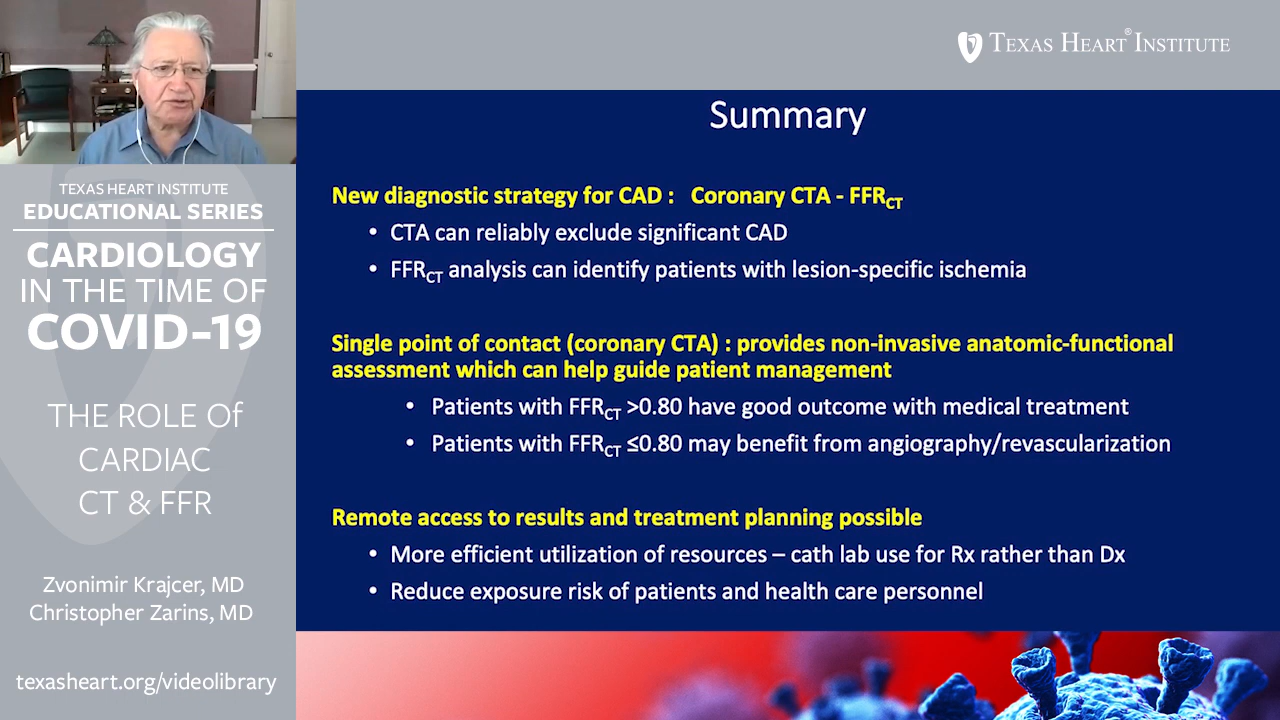 TEXAS HEART® INSTITUTE
TEXAS HEART INSTITUTE
EDUCATIONAL SERIES
CARDIOLOGY
IN THE TIME OF
COVID-19
THE ROLE Of
CARDIAC
CT & FFR
Zvonimir Krajcer, MD
Christopher Zarins, MD
texasheart.org/videolibrary
Summary
New diagnostic strategy for CAD : Coronary CTA - FFRCT
• CTA can reliably exclude significant CAD
• FFRCT analysis can identify patients with lesion-specific ischemia
Single point of contact (coronary CTA) : provides non-invasive anatomic-functional
assessment which can help guide patient management
• Patients with FFRCT >0.80 have good outcome with medical treatment
• Patients with FFRCT ≤0.80 may benefit from angiography/revascularization
Remote access to results and treatment planning possible
• More efficient utilization of resources – cath lab use for Rx rather than Dx
• Reduce exposure risk of patients and health care personnel